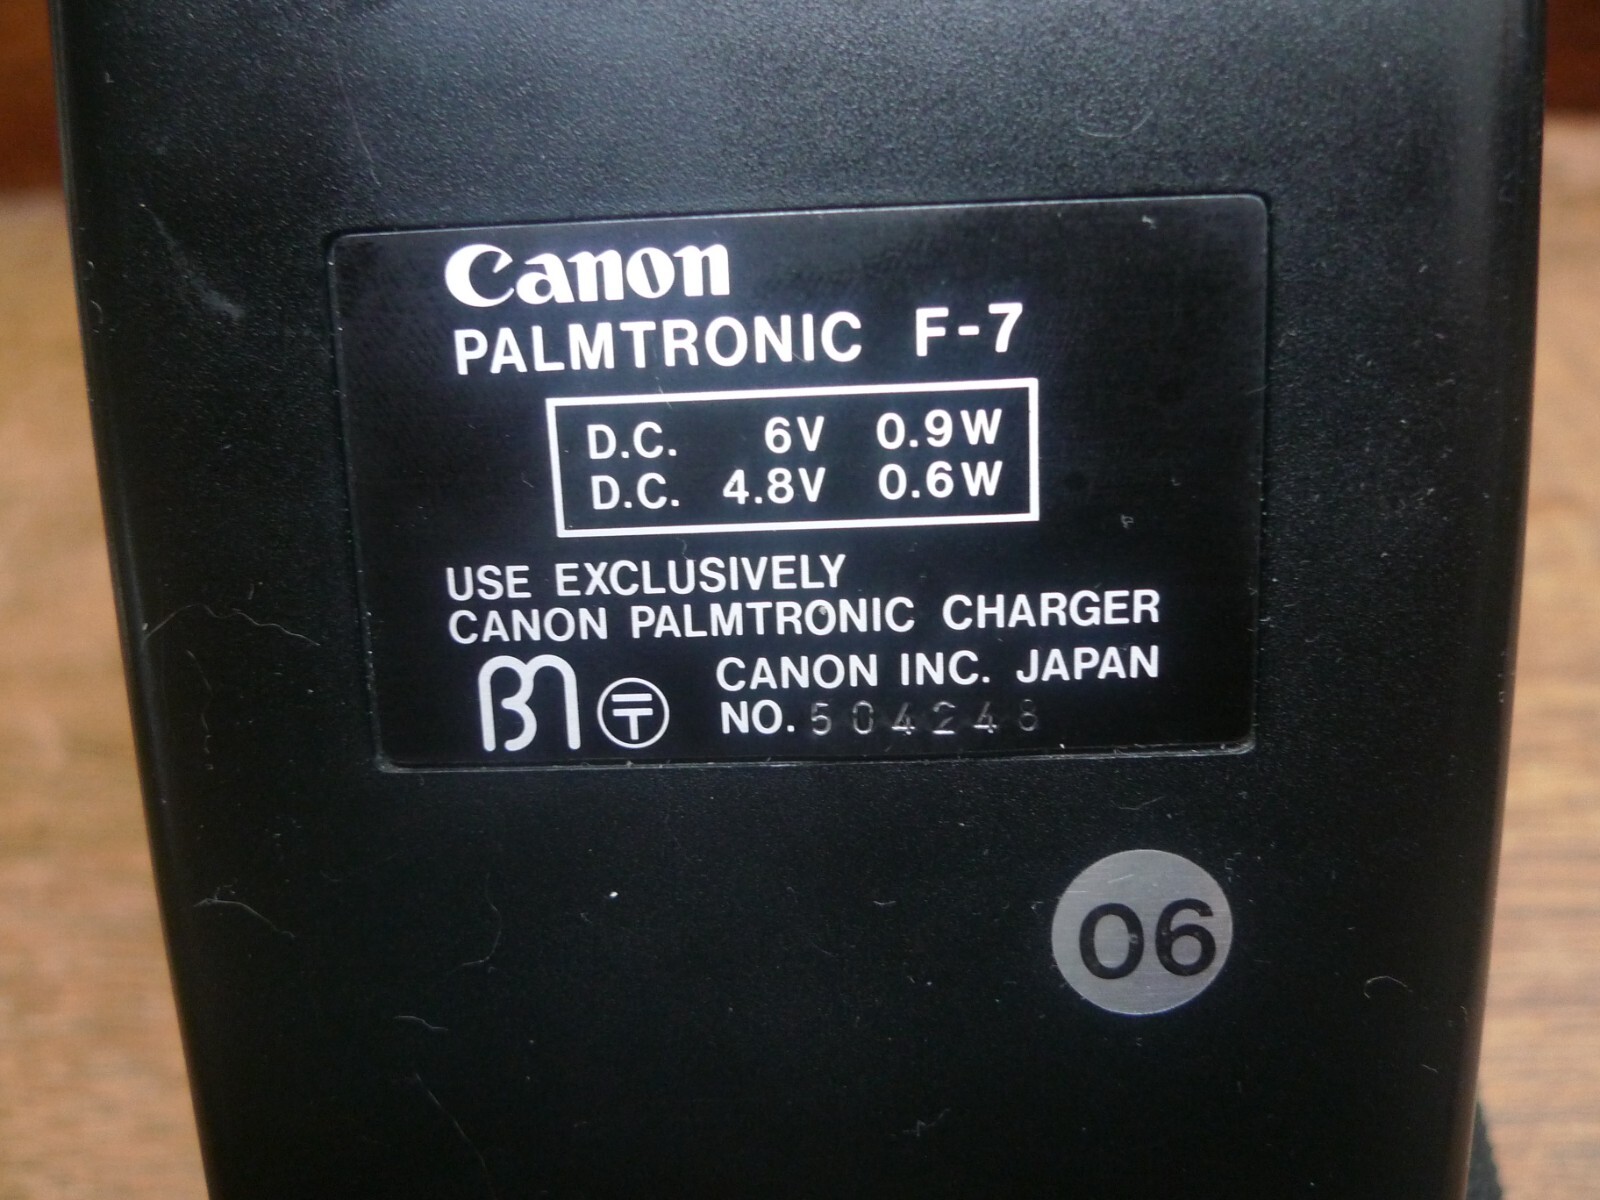 Canon
PALMTRONIC F-7
D.C. 6V 0.9W
D.C. 4.8V 0.6W
USE EXCLUSIVELY
CANON PALMTRONIC CHARGER
CANON INC. JAPAN
NO. 504248
06